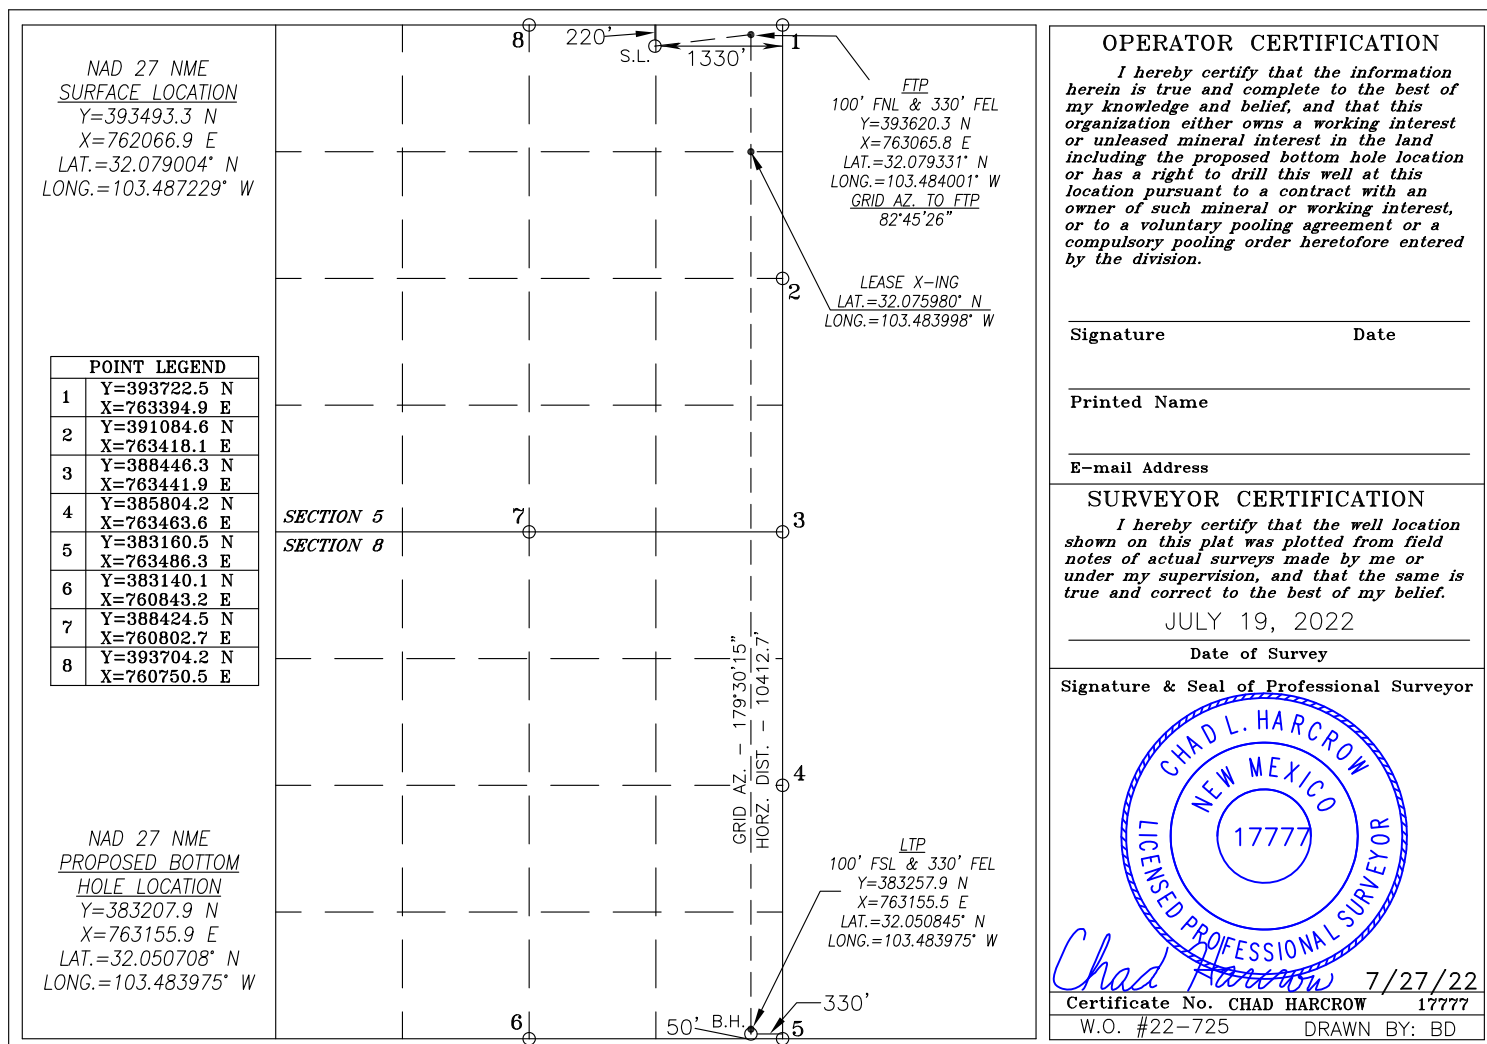 NAD 27 NME
SURFACE LOCATION
Y=393493.3 N
X=762066.9 E
LAT.=32.079004° N
LONG.=103.487229° W
POINT LEGEND
1 Y=393722.5 N
X=763394.9 E
2 Y=391084.6 N
X=763418.1 E
3 Y=388446.3 N
X=763441.9 E
4 Y=385804.2 N
X=763463.6 E
5 Y=383160.5 N
X=763486.3 E
6 Y=383140.1 N
X=760843.2 E
7 Y=388424.5 N
X=760802.7 E
8 Y=393704.2 N
X=760750.5 E
NAD 27 NME
PROPOSED BOTTOM
HOLE LOCATION
Y=383207.9 N
X=763155.9 E
LAT.=32.050708° N
LONG.=103.483975° W
8
220'
S.L.
1330'
1
FTP
100' FNL & 330' FEL
Y=393620.3 N
X=763065.8 E
LAT.=32.079331° N
LONG.=103.484001° W
GRID AZ. TO FTP
82°45'26"
2
LEASE X-ING
LAT.=32.075980° N
LONG.=103.483998° W
SECTION 5
SECTION 8
7
3
GRID AZ. - 179°30'15"
HORZ. DIST. - 10412.7'
4
LTP
100' FSL & 330' FEL
Y=383257.9 N
X=763155.5 E
LAT.=32.050845° N
LONG.=103.483975° W
6
50'
B.H.
330'
5
OPERATOR CERTIFICATION
I hereby certify that the information
herein is true and complete to the best of
my knowledge and belief, and that this
organization either owns a working interest
or unleased mineral interest in the land
including the proposed bottom hole location
or has a right to drill this well at this
location pursuant to a contract with an
owner of such mineral or working interest,
or to a voluntary pooling agreement or a
compulsory pooling order heretofore entered
by the division.
Signature Date
Printed Name
E-mail Address
SURVEYOR CERTIFICATION
I hereby certify that the well location
shown on this plat was plotted from field
notes of actual surveys made by me or
under my supervision, and that the same is
true and correct to the best of my belief.
JULY 19, 2022
Date of Survey
Signature & Seal of Professional Surveyor
CHAD L. HARCROW
NEW MEXICO
17777
LICENSED PROFESSIONAL SURVEYOR
Chad Harcrow 7/27/22
Certificate No. CHAD HARCROW 17777
W.O. #22-725 DRAWN BY: BD